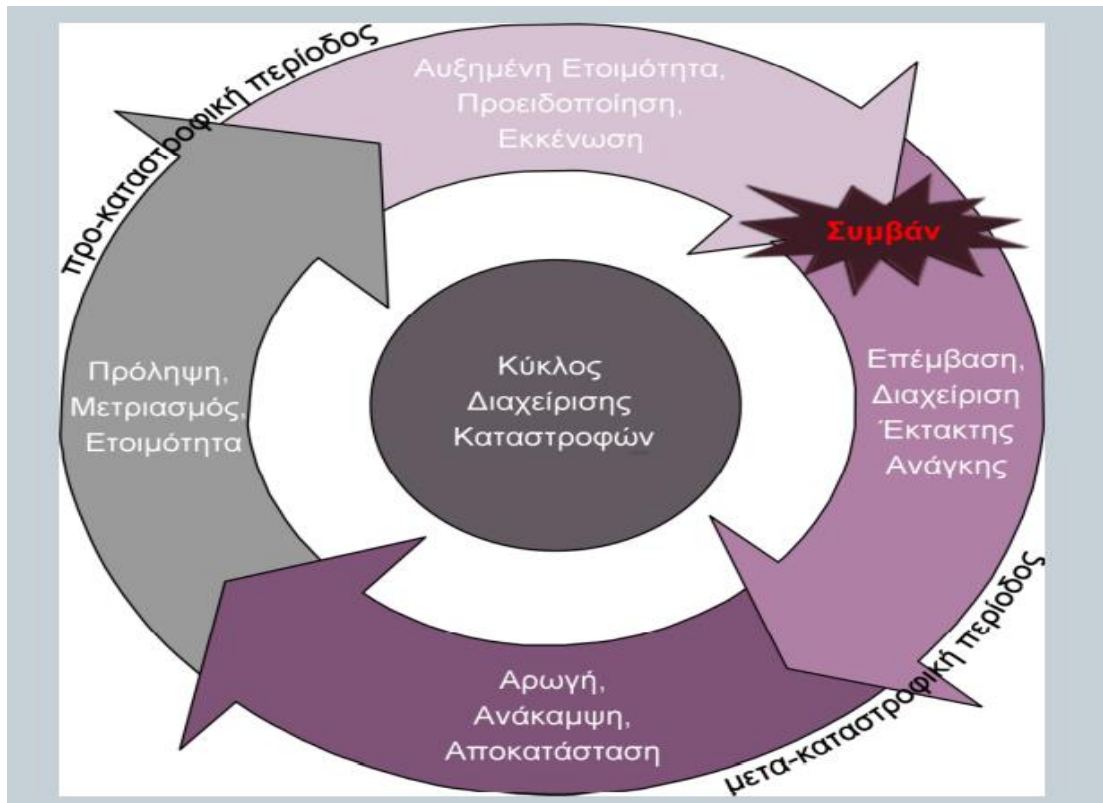 προ-καταστροφική περίοδος
Αυξημένη Ετοιμότητα,
Προειδοποίηση,
Εκκένωση
Συμβάν
Πρόληψη,
Μετριασμός,
Ετοιμότητα
Κύκλος
Διαχείρισης
Καταστροφών
Επέμβαση,
Διαχείριση
Έκτακτης
Ανάγκης
Αρωγή,
Ανάκαμψη,
Αποκατάσταση
μετα-καταστροφική περίοδος